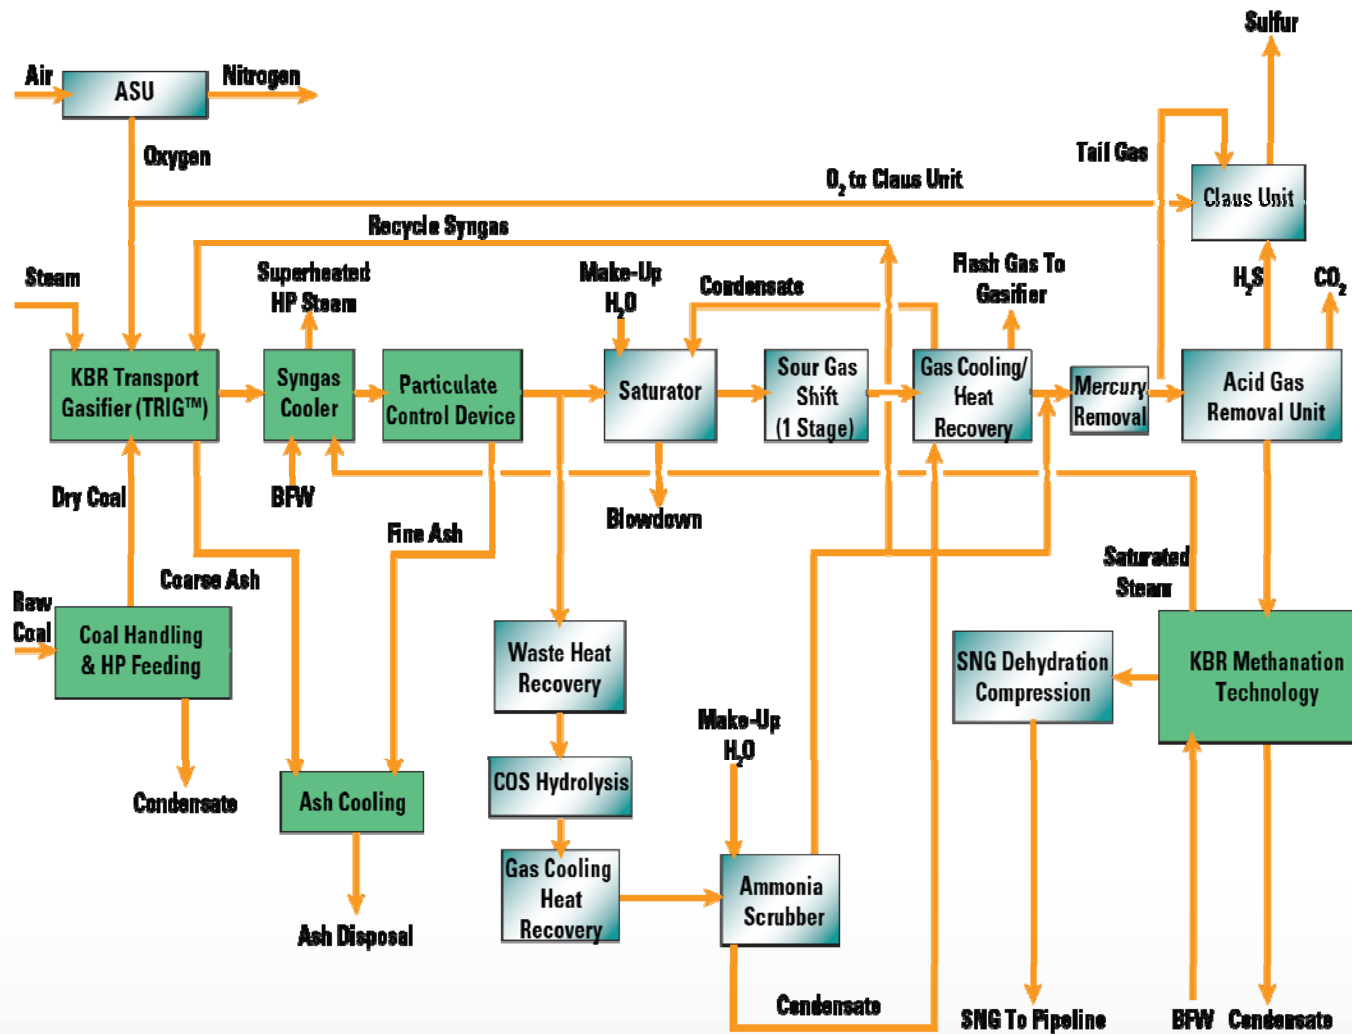 Sulfur
Air
ASU
Nitrogen
Oxygen
Tail Gas
O₂ to Claus Unit
Claus Unit
Recycle Syngas
Steam
Superheated
HP Steam
Make-Up
H₂O
Condensate
Flash Gas To
Gasifier
H₂S
CO₂
KBR Transport
Gasifier (TRIG™)
Syngas
Cooler
Particulate
Control Device
Saturator
Sour Gas
Shift
(1 Stage)
Gas Cooling/
Heat
Recovery
Mercury
Removal
Acid Gas
Removal Unit
Dry Coal
BFW
Fine Ash
Blowdown
Coarse Ash
Saturated
Steam
Raw
Coal
Coal Handling
& HP Feeding
Waste Heat
Recovery
SNG Dehydration
Compression
KBR Methanation
Technology
Make-Up
H₂O
Condensate
Ash Cooling
COS Hydrolysis
Gas Cooling
Heat
Recovery
Ammonia
Scrubber
Ash Disposal
Condensate
SNG To Pipeline
BFW
Condensate